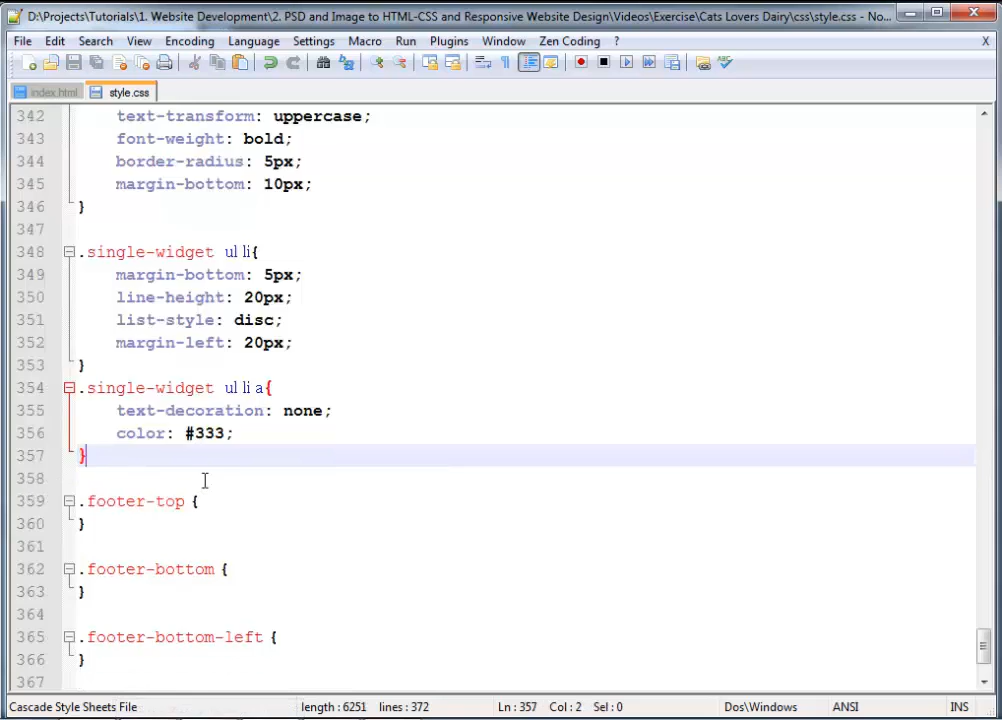 D:\Projects\Tutorials\1. Website Development\2. PSD and Image to HTML-CSS and Responsive Website Design\Videos\Exercise\Cats Lovers Dairy\css\style.css - No...
File Edit Search View Encoding Language Settings Macro Run Plugins Window Zen Coding ? X
index.html style.css
342 text-transform: uppercase;
343 font-weight: bold;
344 border-radius: 5px;
345 margin-bottom: 10px;
346 }
347
348 .single-widget ul li{
349 margin-bottom: 5px;
350 line-height: 20px;
351 list-style: disc;
352 margin-left: 20px;
353 }
354 .single-widget ul li a{
355 text-decoration: none;
356 color: #333;
357 }
358
359 .footer-top {
360 }
361
362 .footer-bottom {
363 }
364
365 .footer-bottom-left {
366 }
367
Cascade Style Sheets File length : 6251 lines : 372 Ln : 357 Col : 2 Sel : 0 Dos\Windows ANSI INS